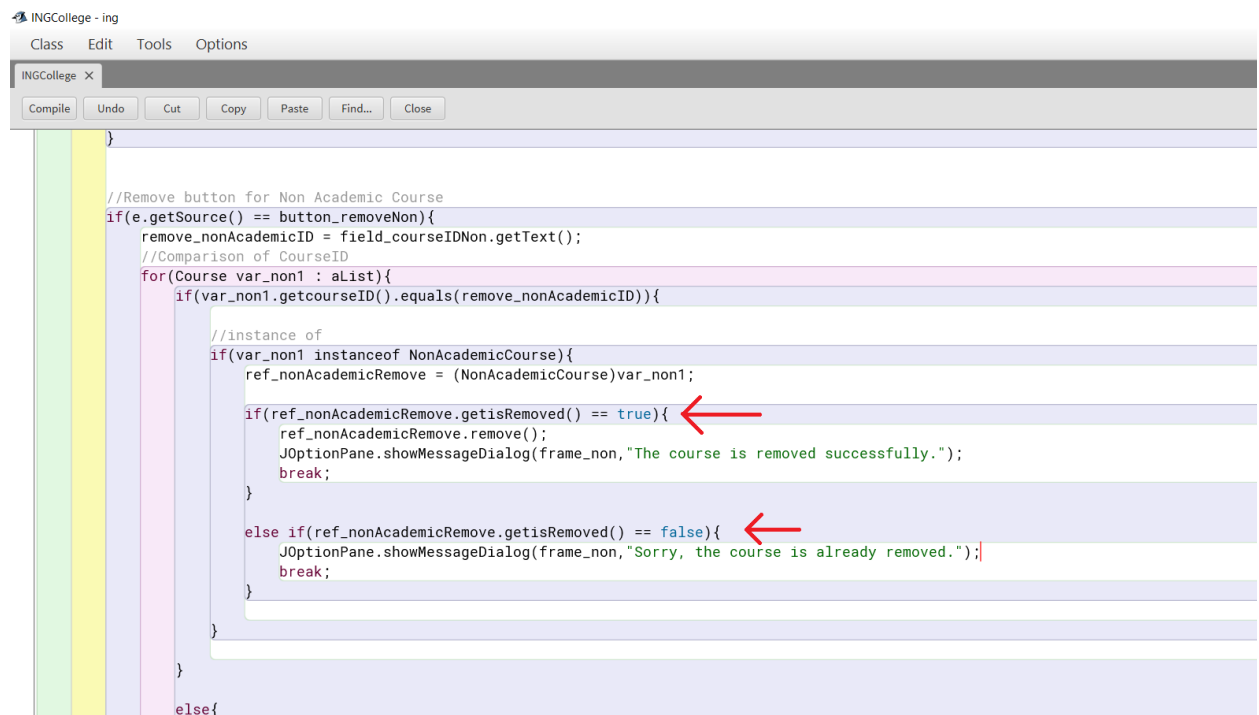 INGCollege - ing
Class Edit Tools Options
INGCollege X
Compile Undo Cut Copy Paste Find... Close
}
//Remove button for Non Academic Course
if(e.getSource() == button_removeNon){
remove_nonAcademicID = field_courseIDNon.getText();
//Comparison of CourseID
for(Course var_non1 : aList){
if(var_non1.getcourseID().equals(remove_nonAcademicID)){
//instance of
if(var_non1 instanceof NonAcademicCourse){
ref_nonAcademicRemove = (NonAcademicCourse)var_non1;
if(ref_nonAcademicRemove.getisRemoved() == true){
ref_nonAcademicRemove.remove();
JOptionPane.showMessageDialog(frame_non,"The course is removed successfully.");
break;
}
else if(ref_nonAcademicRemove.getisRemoved() == false){
JOptionPane.showMessageDialog(frame_non,"Sorry, the course is already removed.");
break;
}
}
}
else{